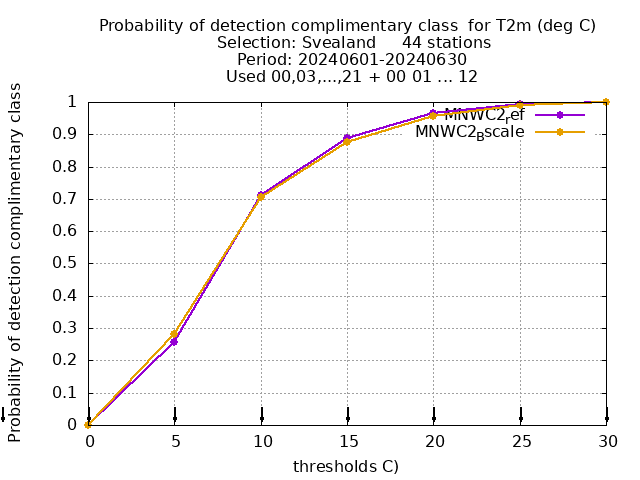 Probability of detection complimentary class  for T2m (deg C)
Selection: Svealand     44 stations
Period: 20240601-20240630
Used 00,03,...,21 + 00 01 ... 12
Probability of detection complimentary class
1
0.9
0.8
0.7
0.6
0.5
0.4
0.3
0.2
0.1
0
MNWC2ref
MNWC2Bscale
0 5 10 15 20 25 30
thresholds C)